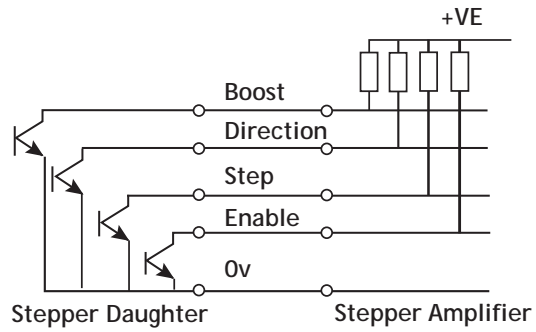 +VE
Boost
Direction
Step
Enable
0v
Stepper Daughter
Stepper Amplifier